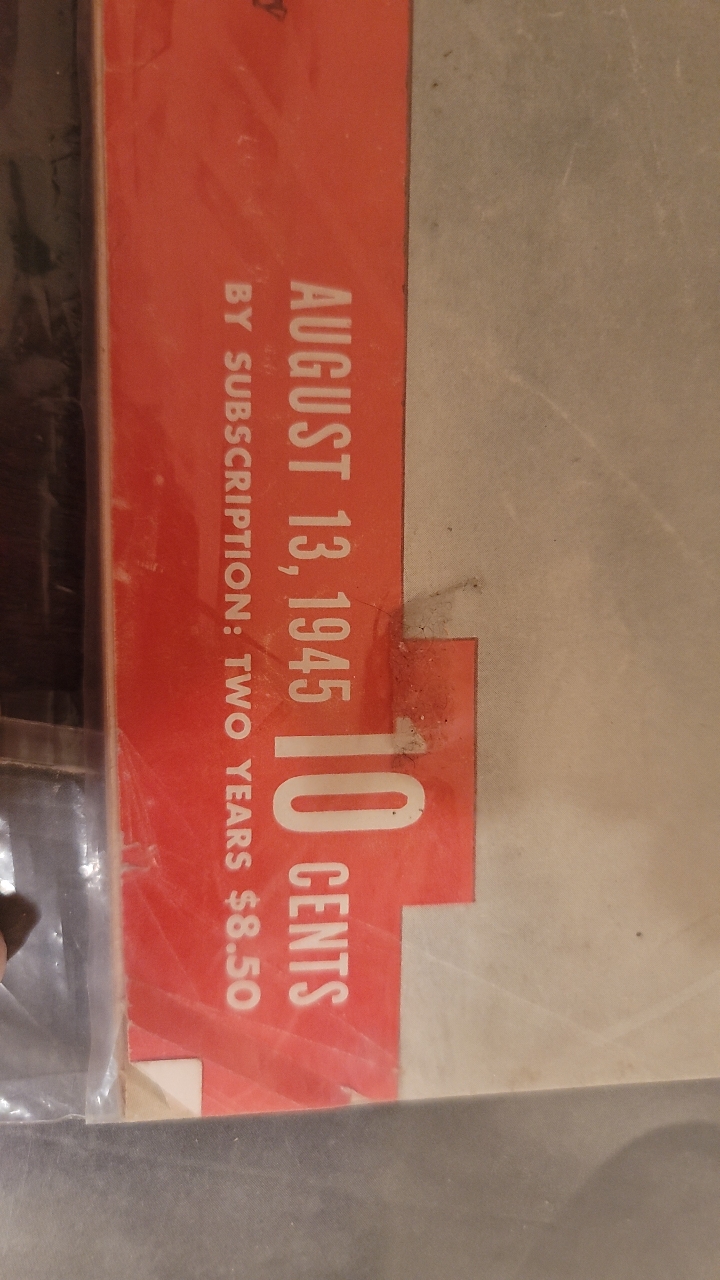 AUGUST 13, 1945 10 CENTS
BY SUBSCRIPTION: TWO YEARS $8.50